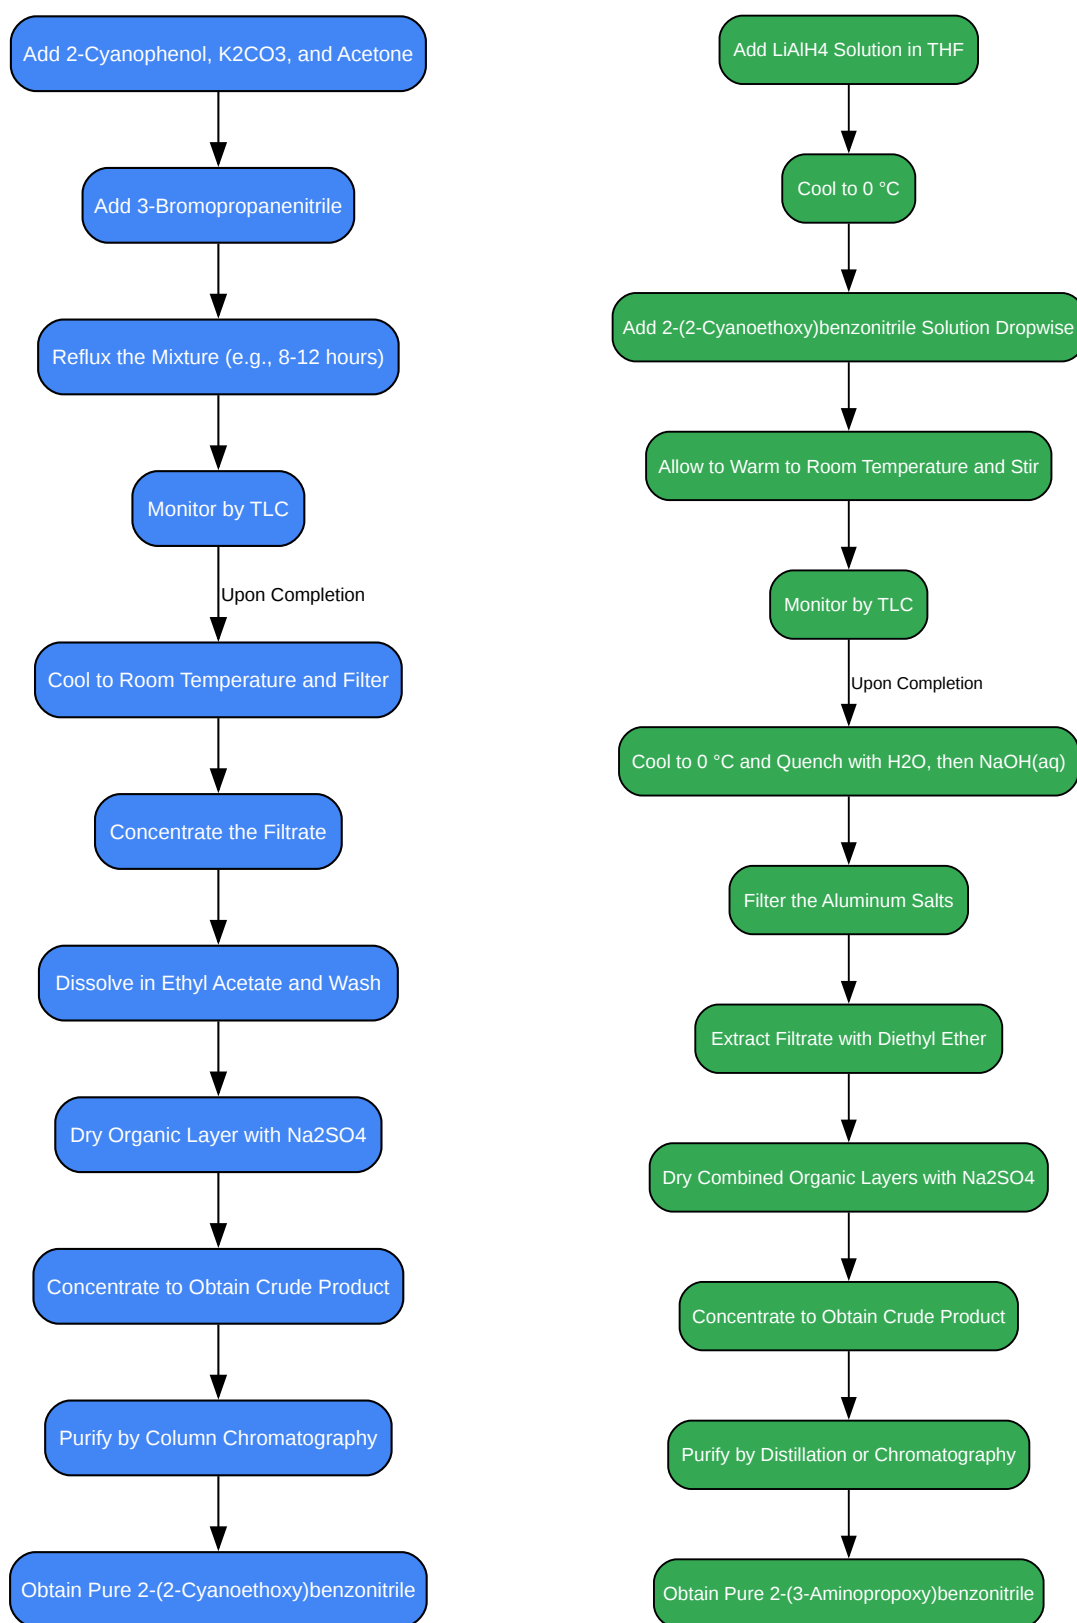 Add 2-Cyanophenol, K2CO3, and Acetone
Add 3-Bromopropanenitrile
Reflux the Mixture (e.g., 8-12 hours)
Monitor by TLC
Upon Completion
Cool to Room Temperature and Filter
Concentrate the Filtrate
Dissolve in Ethyl Acetate and Wash
Dry Organic Layer with Na2SO4
Concentrate to Obtain Crude Product
Purify by Column Chromatography
Obtain Pure 2-(2-Cyanoethoxy)benzonitrile
Add LiAlH4 Solution in THF
Cool to 0 °C
Add 2-(2-Cyanoethoxy)benzonitrile Solution Dropwise
Allow to Warm to Room Temperature and Stir
Monitor by TLC
Upon Completion
Cool to 0 °C and Quench with H2O, then NaOH(aq)
Filter the Aluminum Salts
Extract Filtrate with Diethyl Ether
Dry Combined Organic Layers with Na2SO4
Concentrate to Obtain Crude Product
Purify by Distillation or Chromatography
Obtain Pure 2-(3-Aminopropoxy)benzonitrile